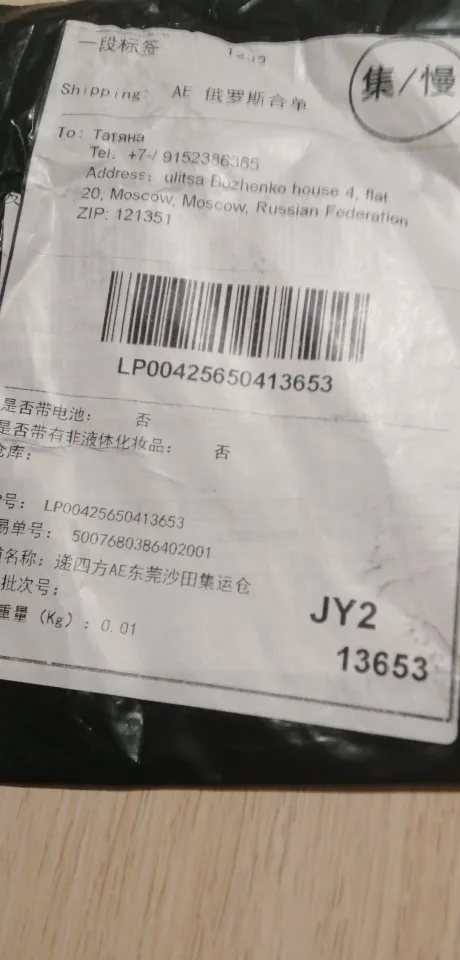 一段标签
集/慢
Shipping: AE 俄罗斯合单
To: Татяна
Tel: +7-/ 9152386385
Address: ulitsa Bozhenko house 4, flat
20, Moscow, Moscow, Russian Federation
ZIP: 121351
LP00425650413653
是否带电池: 否
是否带有非液体化妆品: 否
仓库:
号: LP00425650413653
易单号: 5007680386402001
名称: 递四方AE东莞沙田集运仓
批次号:
重量 (Kg) : 0.01
JY2
13653